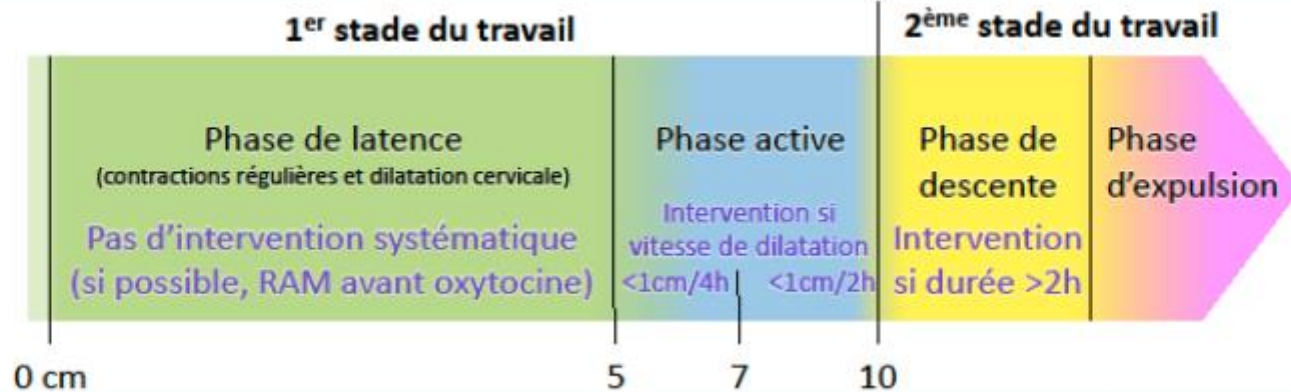 1er stade du travail
2ème stade du travail
Phase de latence
(contractions régulières et dilatation cervicale)
Pas d'intervention systématique
(si possible, RAM avant oxytocine)
Phase active
Intervention si
vitesse de dilatation
<1cm/4h
<1cm/2h
Phase de
descente
Intervention
si durée >2h
Phase
d'expulsion
0 cm
5
7
10